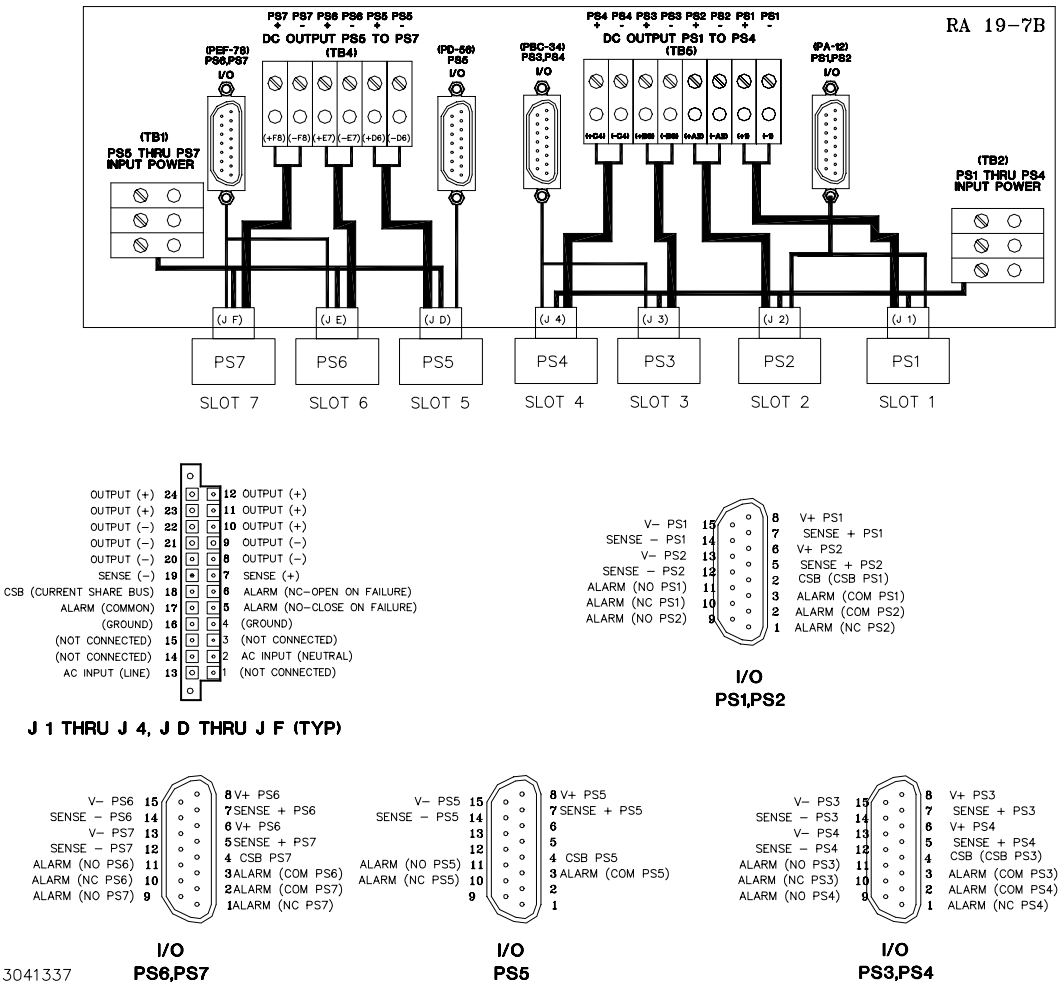 PS7 PS7 PS6 PS6 PS5 PS5
+ - + - + -
DC OUTPUT PS5 TO PS7
(TB4)
PS4 PS4 PS3 PS3 PS2 PS2 PS1 PS1
+ - + - + - + -
DC OUTPUT PS1 TO PS4
(TB5)
RA 19-7B
(PEF-78)
PS6,PS7
I/O
(PD-56)
PS5
I/O
(PBC-34)
PS3,PS4
I/O
(PA-12)
PS1,PS2
I/O
(+F8) (-F8) (+E7) (-E7) (+D6) (-D6)
(+C4) (-C4) (+B3) (-B3) (+A2) (-A2) (+1) (-1)
(TB1)
PS5 THRU PS7
INPUT POWER
(TB2)
PS1 THRU PS4
INPUT POWER
(J F) (J E) (J D) (J 4) (J 3) (J 2) (J 1)
PS7 PS6 PS5 PS4 PS3 PS2 PS1
SLOT 7 SLOT 6 SLOT 5 SLOT 4 SLOT 3 SLOT 2 SLOT 1
OUTPUT (+) 24 12 OUTPUT (+)
OUTPUT (+) 23 11 OUTPUT (+)
OUTPUT (-) 22 10 OUTPUT (+)
OUTPUT (-) 21 9 OUTPUT (-)
OUTPUT (-) 20 8 OUTPUT (-)
SENSE (-) 19 7 SENSE (+)
CSB (CURRENT SHARE BUS) 18 6 ALARM (NC-OPEN ON FAILURE)
ALARM (COMMON) 17 5 ALARM (NO-CLOSE ON FAILURE)
(GROUND) 16 4 (GROUND)
(NOT CONNECTED) 15 3 (NOT CONNECTED)
(NOT CONNECTED) 14 2 AC INPUT (NEUTRAL)
AC INPUT (LINE) 13 1 (NOT CONNECTED)
J 1 THRU J 4, J D THRU J F (TYP)
V- PS1 15 8 V+ PS1
SENSE - PS1 14 7 SENSE + PS1
V- PS2 13 6 V+ PS2
SENSE - PS2 12 5 SENSE + PS2
ALARM (NO PS1) 11 2 CSB (CSB PS1)
ALARM (NC PS1) 10 3 ALARM (COM PS1)
ALARM (NO PS2) 9 2 ALARM (COM PS2)
1 ALARM (NC PS2)
I/O
PS1,PS2
V- PS6 15 8 V+ PS6
SENSE - PS6 14 7 SENSE + PS6
V- PS7 13 6 V+ PS6
SENSE - PS7 12 5 SENSE + PS7
ALARM (NO PS6) 11 4 CSB PS7
ALARM (NC PS6) 10 3 ALARM (COM PS6)
ALARM (NO PS7) 9 2 ALARM (COM PS7)
1 ALARM (NC PS7)
I/O
PS6,PS7
V- PS5 15 8 V+ PS5
SENSE - PS5 14 7 SENSE + PS5
13 6
12 5
ALARM (NO PS5) 11 4 CSB PS5
ALARM (NC PS5) 10 3 ALARM (COM PS5)
9 2
1
I/O
PS5
V- PS3 15 8 V+ PS3
SENSE - PS3 14 7 SENSE + PS3
V- PS4 13 6 V+ PS4
SENSE - PS4 12 5 SENSE + PS4
ALARM (NO PS3) 11 4 CSB (CSB PS3)
ALARM (NC PS3) 10 3 ALARM (COM PS3)
ALARM (NO PS4) 9 2 ALARM (COM PS4)
1 ALARM (NC PS4)
I/O
PS3,PS4
3041337